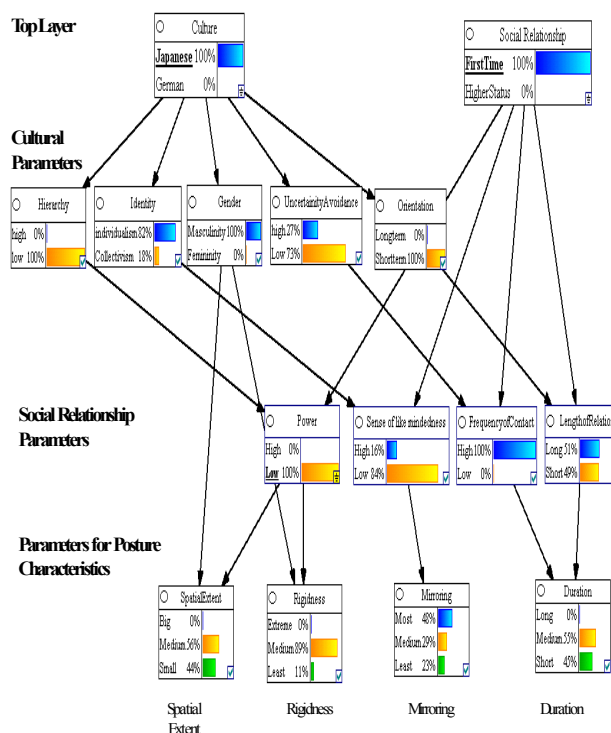 Top Layer
Culture
Japanese 100%
German 0%
Social Relationship
FirstTime 100%
HigherStatus 0%
Cultural
Parameters
Hierarchy
high 0%
low 100%
Identity
individualism 82%
Collectivism 18%
Gender
Masculinity 100%
Femininity 0%
UncertainityAvoidance
high 27%
Low 73%
Orientation
Longterm 0%
Shortterm 100%
Social Relationship
Parameters
Power
High 0%
Low 100%
Sense of like mindedness
High 16%
Low 84%
FrequencyofContact
High 100%
Low 0%
LengthofRelation
Long 51%
Short 49%
Parameters for Posture
Characteristics
SpatialExtent
Big 0%
Medium 56%
Small 44%
Rigidness
Extreme 0%
Medium 89%
Least 11%
Mirroring
Most 48%
Medium 29%
Least 23%
Duration
Long 0%
Medium 55%
Short 45%
Spatial
Extent
Rigidness
Mirroring
Duration